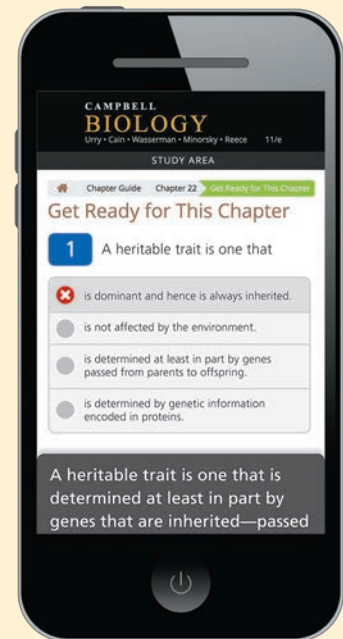 CAMPBELL
BIOLOGY
Urry • Cain • Wasserman • Minorsky • Reece 11/e
STUDY AREA
Chapter Guide Chapter 22 Get Ready for This Chapter
Get Ready for This Chapter
1 A heritable trait is one that
is dominant and hence is always inherited.
is not affected by the environment.
is determined at least in part by genes
passed from parents to offspring.
is determined by genetic information
encoded in proteins.
A heritable trait is one that is
determined at least in part by
genes that are inherited—passed